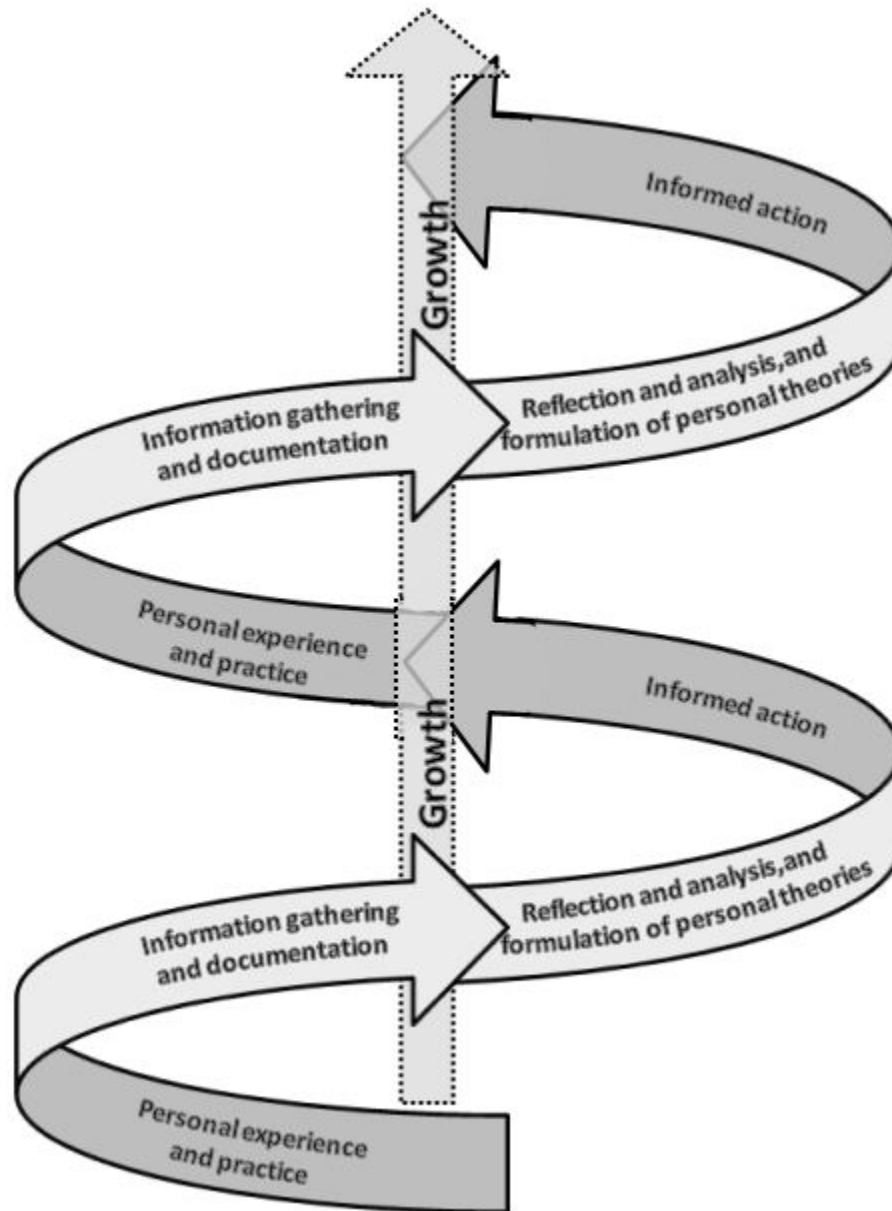 Informed action
Growth
Reflection and analysis,and
formulation of personal theories
Information gathering
and documentation
Personal experience
and practice
Informed action
Growth
Reflection and analysis,and
formulation of personal theories
Information gathering
and documentation
Personal experience
and practice